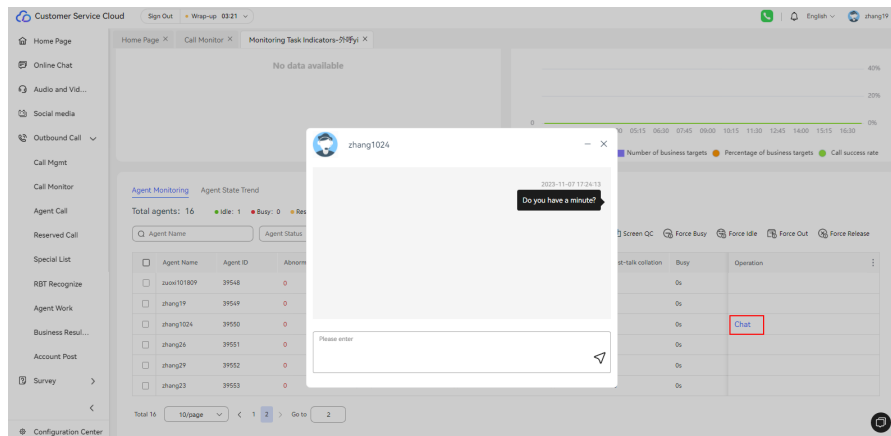 Customer Service Cloud
Sign Out
Wrap-up 03:21
English
zhang19
Home Page
Online Chat
Audio and Vid...
Social media
Outbound Call
Call Mgmt
Call Monitor
Agent Call
Reserved Call
Special List
RBT Recognize
Agent Work
Business Resul...
Account Post
Survey
Configuration Center
Home Page ×
Call Monitor ×
Monitoring Task Indicators-外呼yi ×
No data available
40%
20%
0 0%
05:15 06:30 07:45 09:00 10:15 11:30 12:45 14:00 15:15 16:30
Number of business targets Percentage of business targets Call success rate
Agent Monitoring Agent State Trend
Total agents: 16 Idle: 1 Busy: 0 Res
Agent Name Agent Status
Screen QC Force Busy Force Idle Force Out Force Release
Agent Name Agent ID Abnorm st-talk collation Busy Operation
zuoxi101809 39548 0 0s
zhang19 39549 0 0s
zhang1024 39550 0 0s Chat
zhang26 39551 0 0s
zhang29 39552 0 0s
zhang23 39553 0 0s
Total 16 10/page < 1 2 > Go to 2
zhang1024
2023-11-07 17:24:13
Do you have a minute?
Please enter